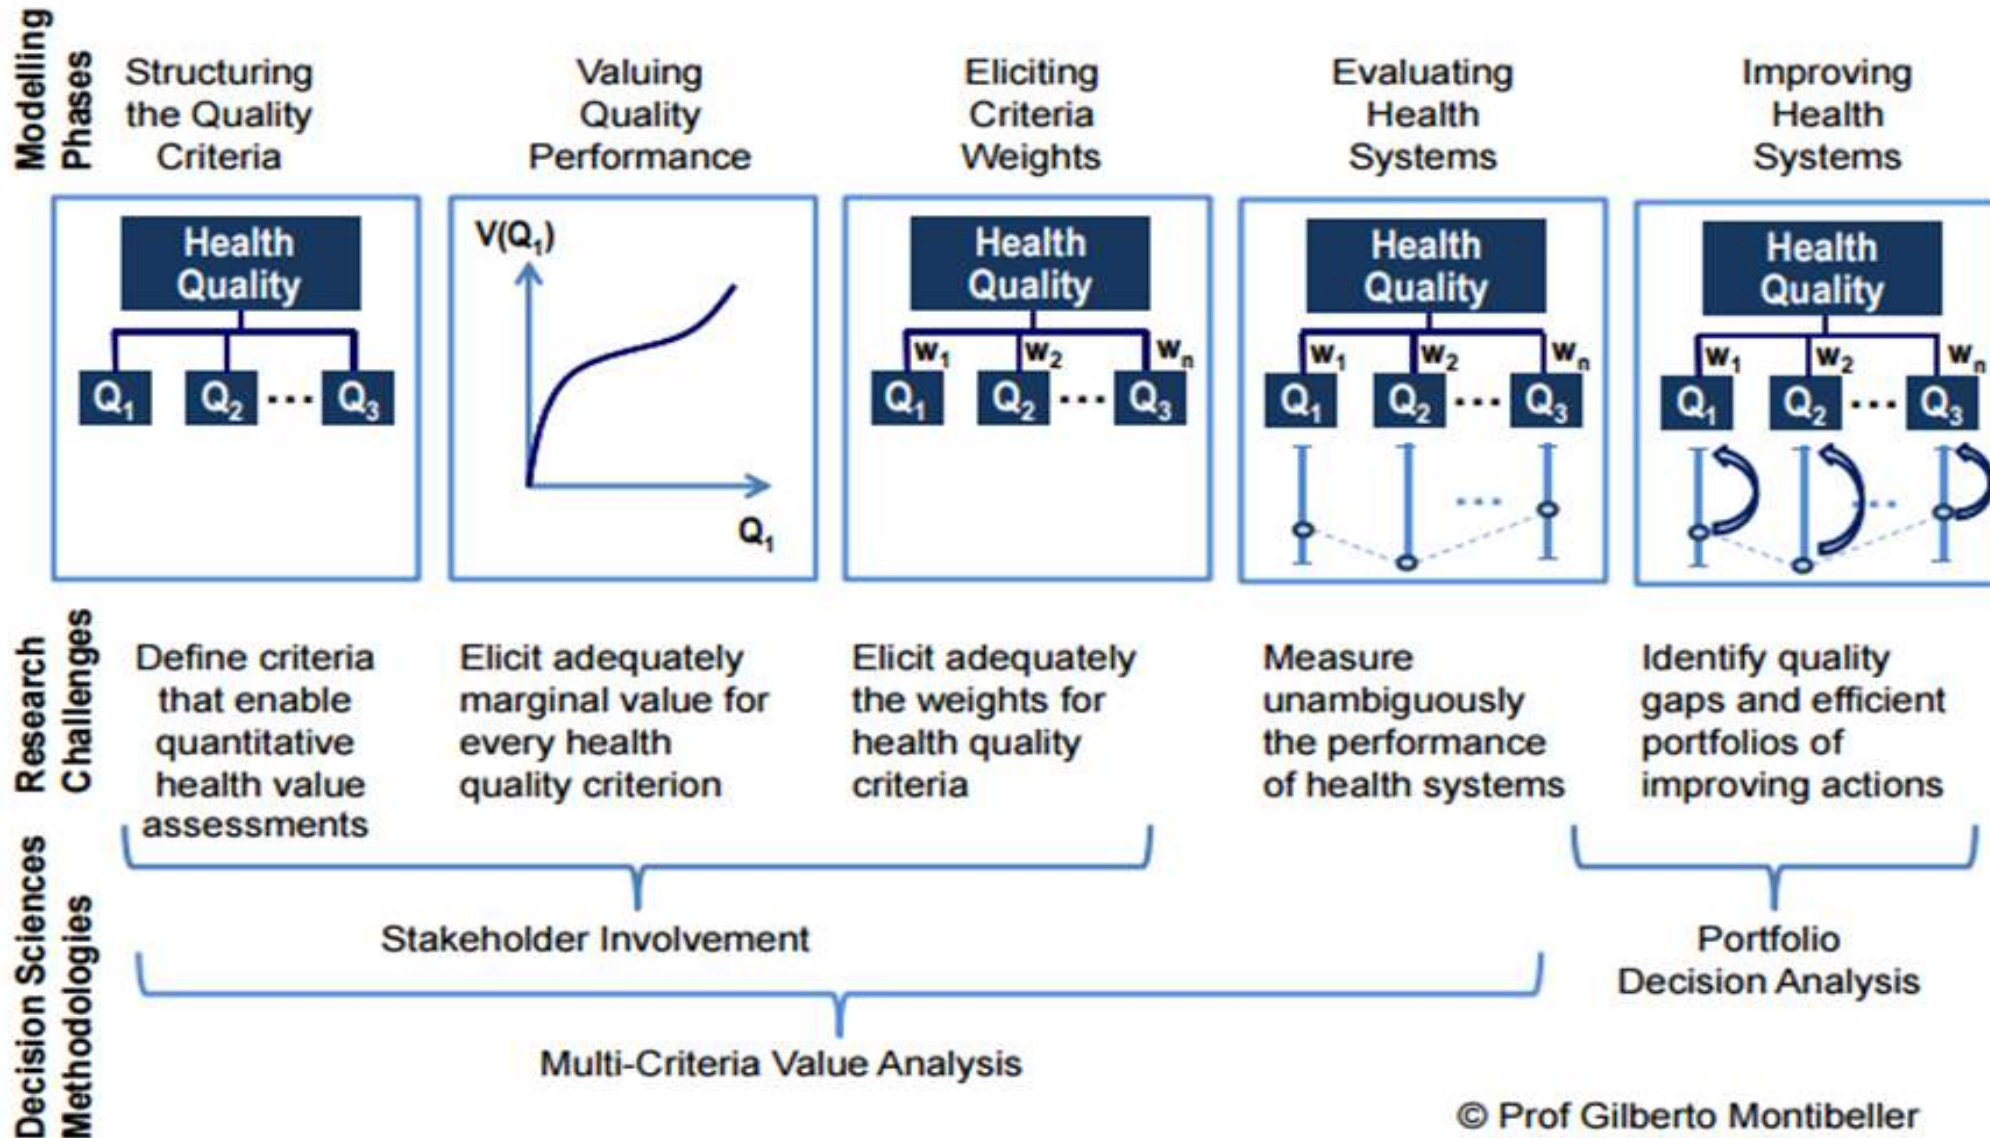 Modelling
Phases
Structuring
the Quality
Criteria
Valuing
Quality
Performance
Eliciting
Criteria
Weights
Evaluating
Health
Systems
Improving
Health
Systems
Health
Quality
Q1
Q2
...
Q3
V(Q1)
Q1
Health
Quality
w1
w2
wn
Q1
Q2
...
Q3
Health
Quality
w1
w2
wn
Q1
Q2
...
Q3
...
Health
Quality
w1
w2
wn
Q1
Q2
...
Q3
...
Research
Challenges
Define criteria
that enable
quantitative
health value
assessments
Elicit adequately
marginal value for
every health
quality criterion
Elicit adequately
the weights for
health quality
criteria
Measure
unambiguously
the performance
of health systems
Identify quality
gaps and efficient
portfolios of
improving actions
Decision Sciences
Methodologies
Stakeholder Involvement
Portfolio
Decision Analysis
Multi-Criteria Value Analysis
© Prof Gilberto Montibeller